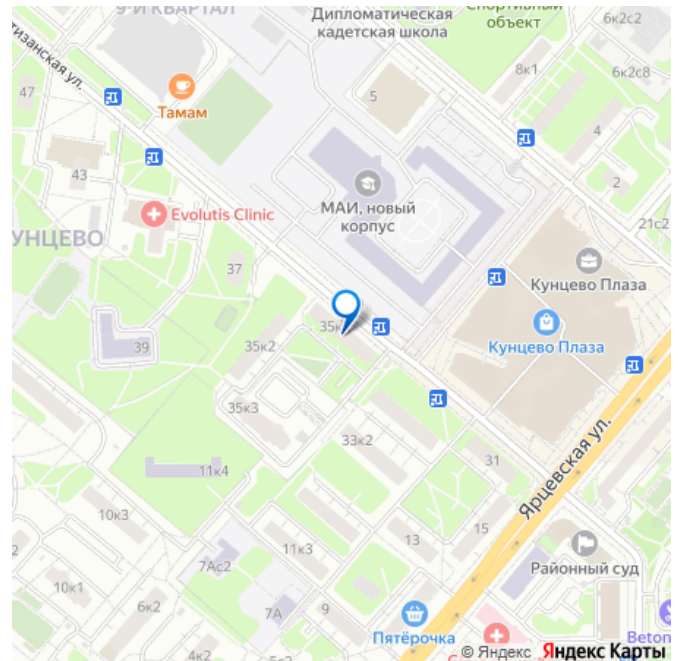 9-Й КВАРТАЛ
Дипломатическая
кадетская школа
Спортивный
объект
6к2с2
тизанская ул.
8к1
6к2с8
47
Тамам
5
4
43
МАИ, новый
корпус
2
21с2
Evolutis Clinic
УНЦЕВО
37
Кунцево Плаза
35к
Кунцево Плаза
39
35к2
35к3
33к2
31
Ярцевская ул.
11к4
10к3
15
13
2
7Ас2
11к3
Районный суд
10к1
6к2
7А
9
Пятёрочка
4к2
С
Beton
© Яндекс Яндекс Карты